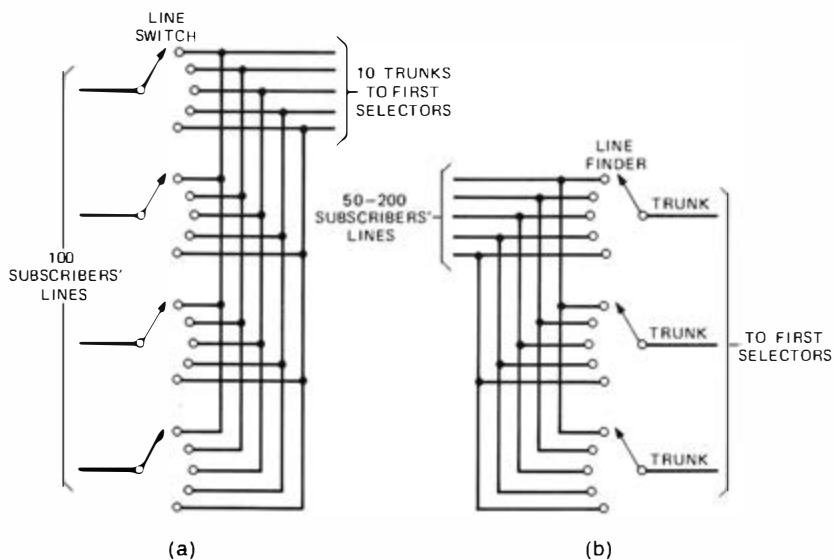 LINE
SWITCH
10 TRUNKS
TO FIRST
SELECTORS
100
SUBSCRIBERS'
LINES
(a)
LINE
FINDER
50–200
SUBSCRIBERS'
LINES
TRUNK
TRUNK
TRUNK
TO FIRST
SELECTORS
(b)